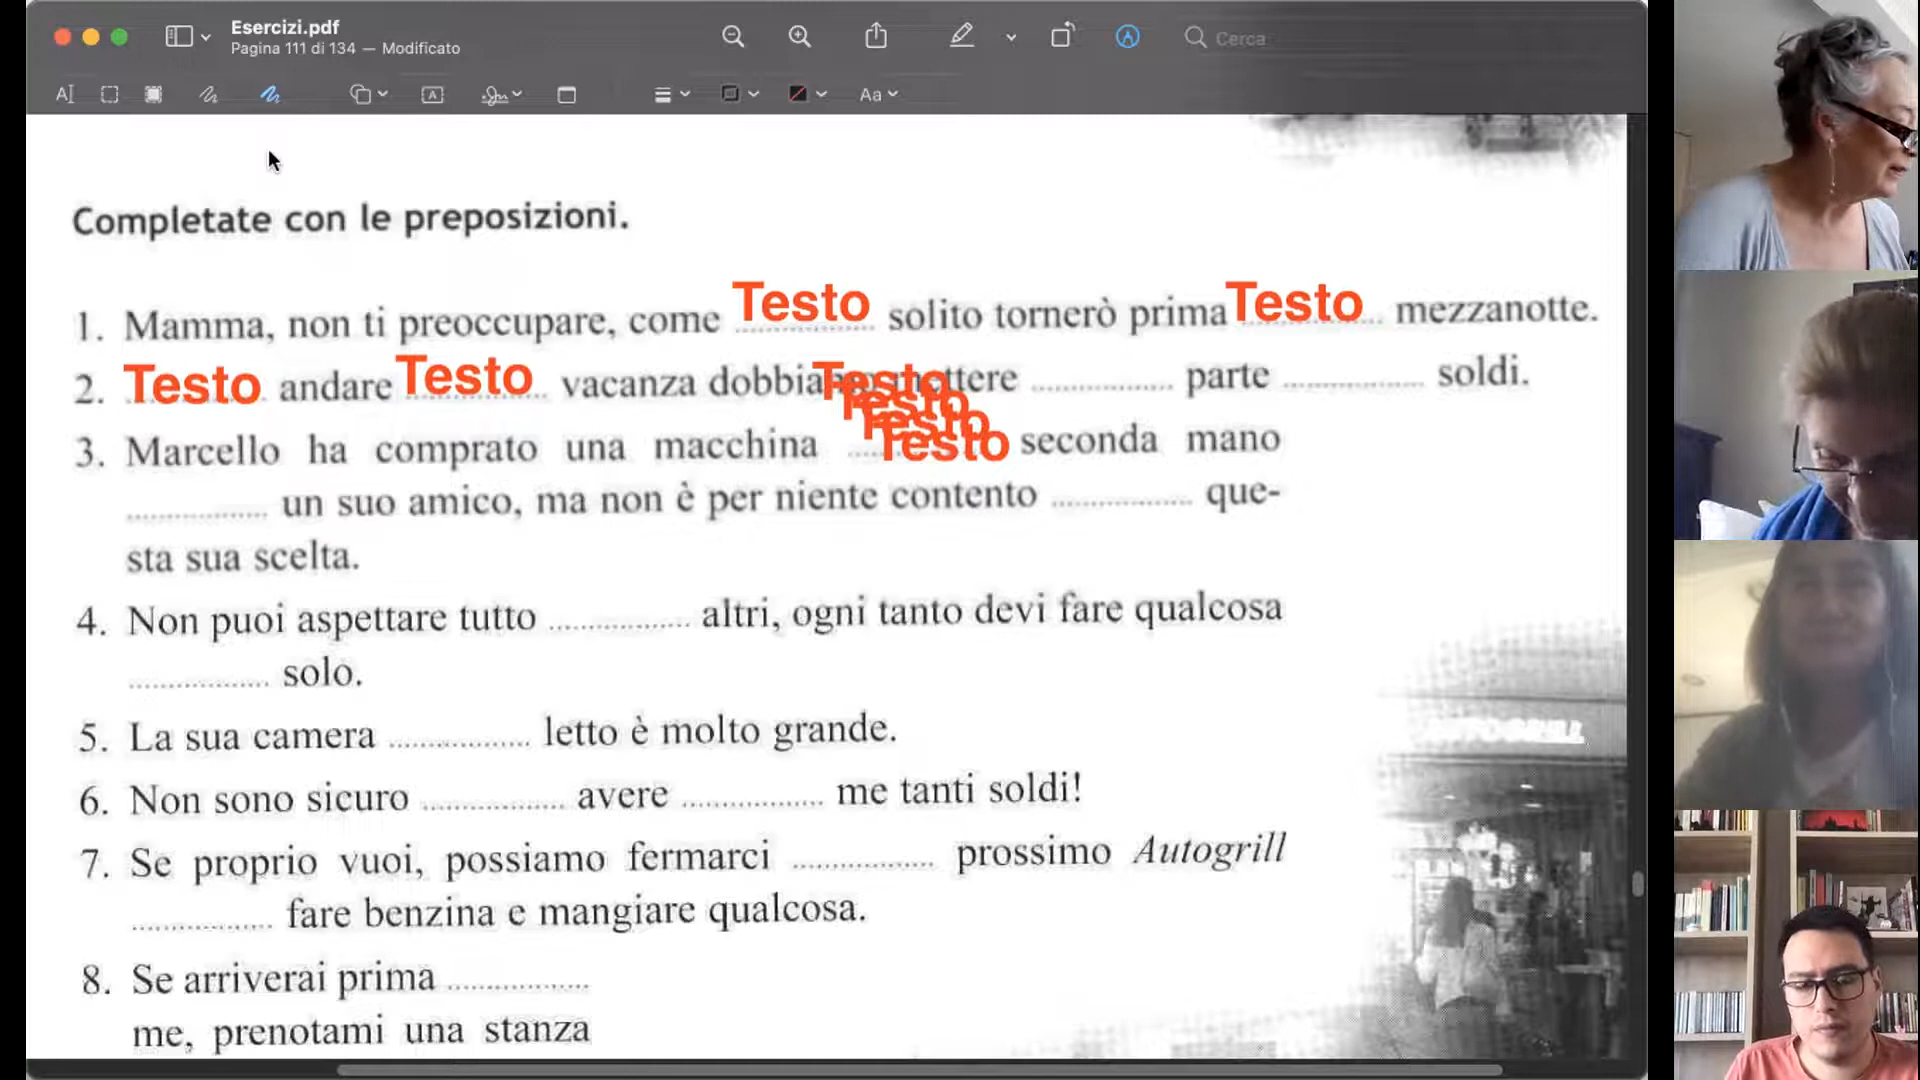 Esercizi.pdf
Pagina 111 di 134 — Modificato
Cerca
Aa
Completate con le preposizioni.
1. Mamma, non ti preoccupare, come Testo solito tornerò prima Testo mezzanotte.
2. Testo andare Testo vacanza dobbiamo mettere ............... parte ............... soldi.
Testo
Testo
Testo
3. Marcello ha comprato una macchina Testo seconda mano
............... un suo amico, ma non è per niente contento ............... que-
sta sua scelta.
4. Non puoi aspettare tutto ............... altri, ogni tanto devi fare qualcosa
............... solo.
5. La sua camera ............... letto è molto grande.
6. Non sono sicuro ............... avere ............... me tanti soldi!
7. Se proprio vuoi, possiamo fermarci ............... prossimo Autogrill
............... fare benzina e mangiare qualcosa.
8. Se arriverai prima ...............
me, prenotami una stanza